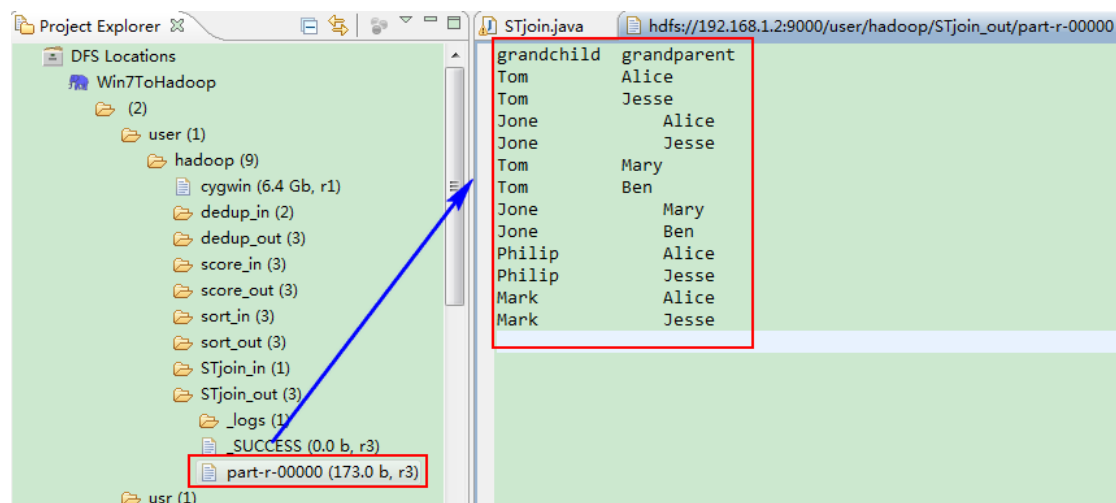 Project Explorer
DFS Locations
Win7ToHadoop
(2)
user (1)
hadoop (9)
cygwin (6.4 Gb, r1)
dedup_in (2)
dedup_out (3)
score_in (3)
score_out (3)
sort_in (3)
sort_out (3)
STjoin_in (1)
STjoin_out (3)
_logs (1)
_SUCCESS (0.0 b, r3)
part-r-00000 (173.0 b, r3)
usr (1)
STjoin.java
hdfs://192.168.1.2:9000/user/hadoop/STjoin_out/part-r-00000
grandchild grandparent
Tom Alice
Tom Jesse
Jone Alice
Jone Jesse
Tom Mary
Tom Ben
Jone Mary
Jone Ben
Philip Alice
Philip Jesse
Mark Alice
Mark Jesse